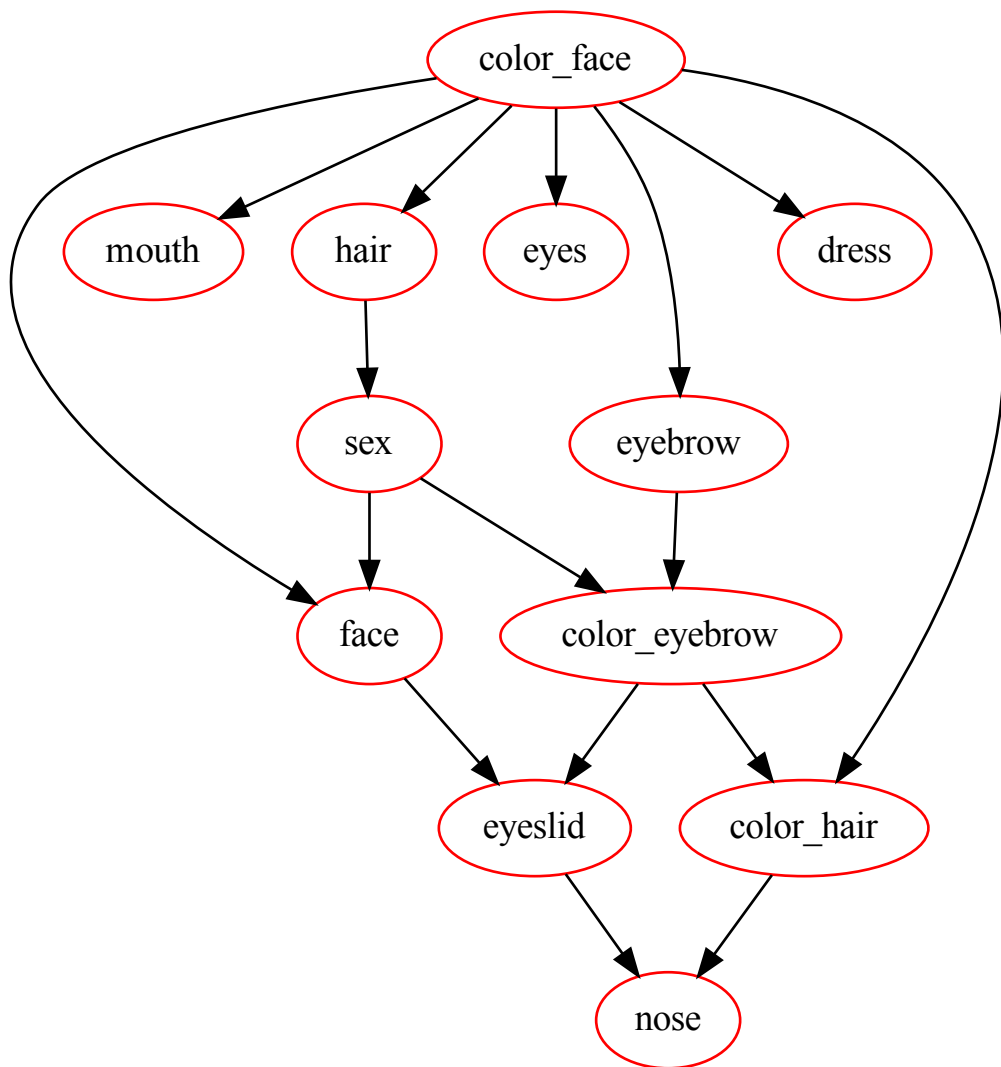 color_face
mouth
hair
eyes
dress
sex
eyebrow
face
color_eyebrow
eyeslid
color_hair
nose